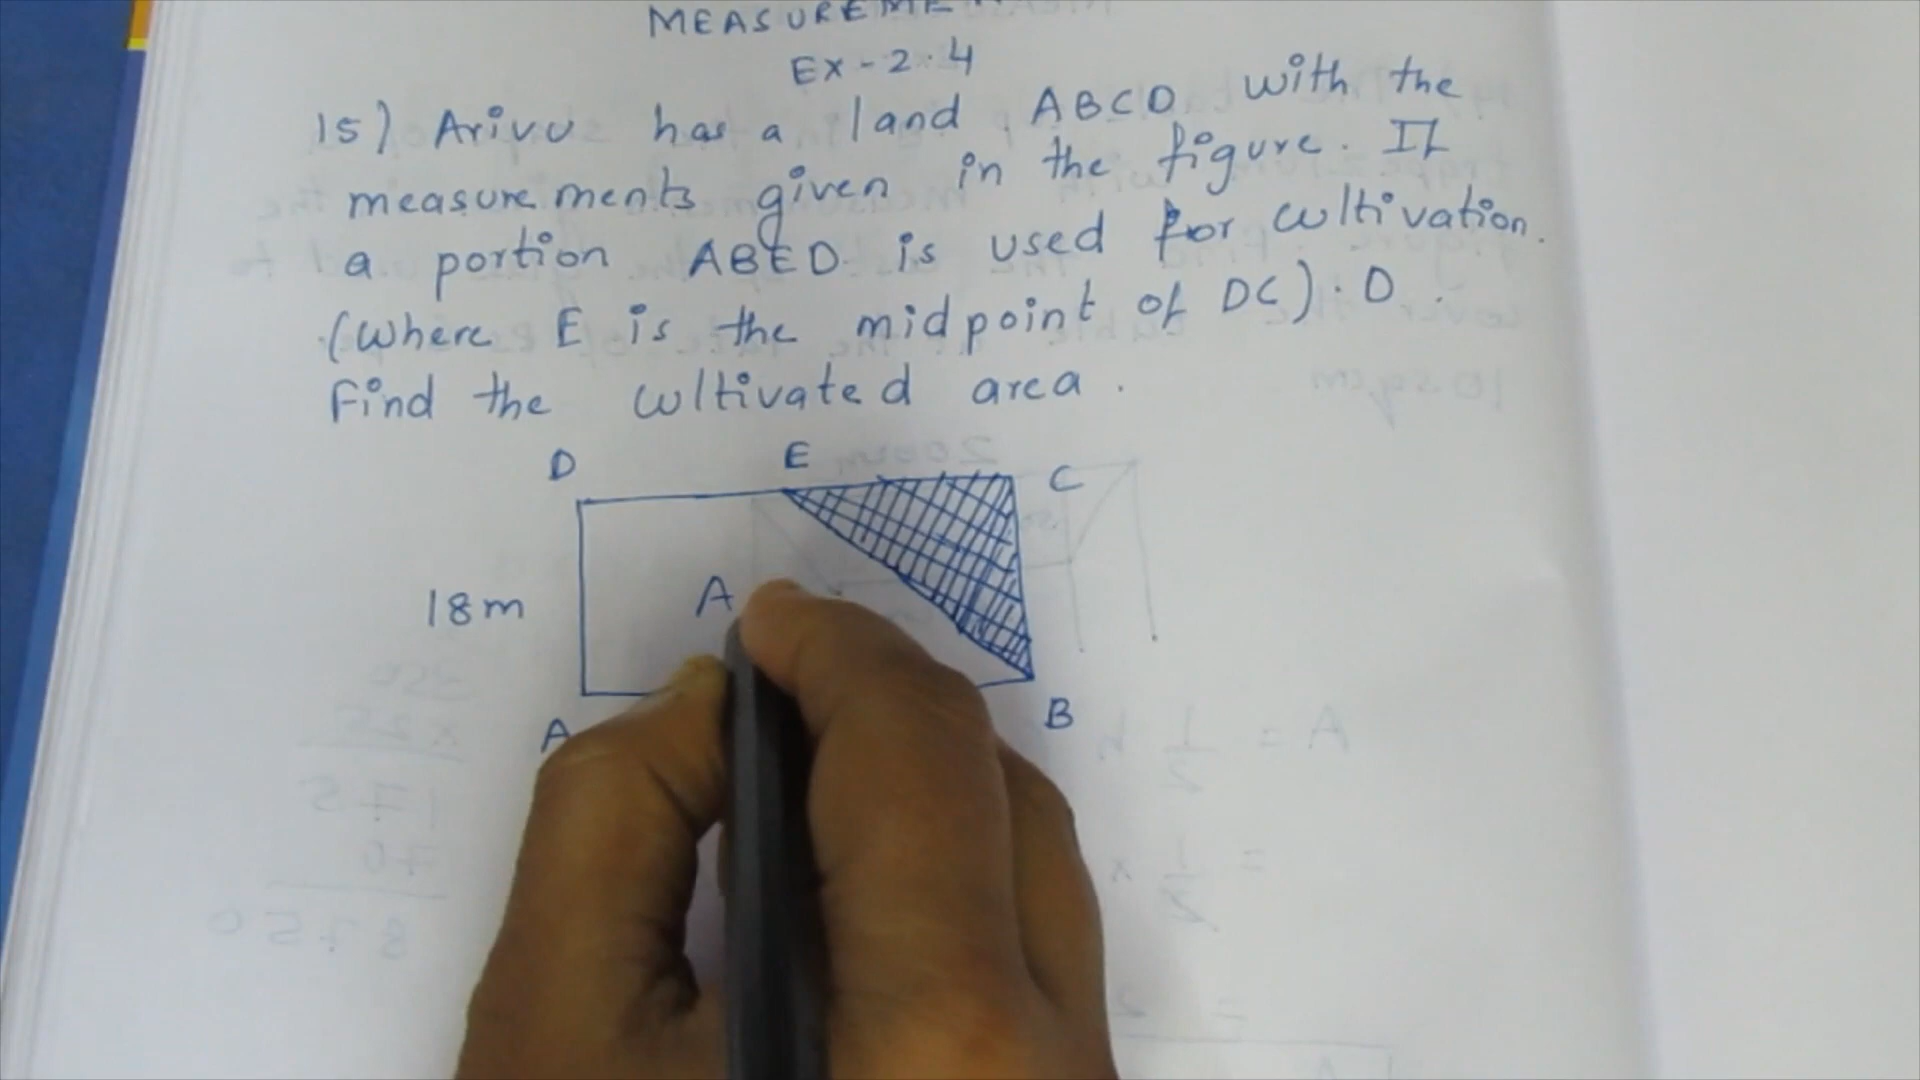 MEASUREME
EX-2.4
15) Arivu has a land ABCD with the
measurements given in the figure. If
a portion ABED is used for cultivation.
(Where E is the midpoint of DC). D.
Find the cultivated area.
D E C
18m A
A B